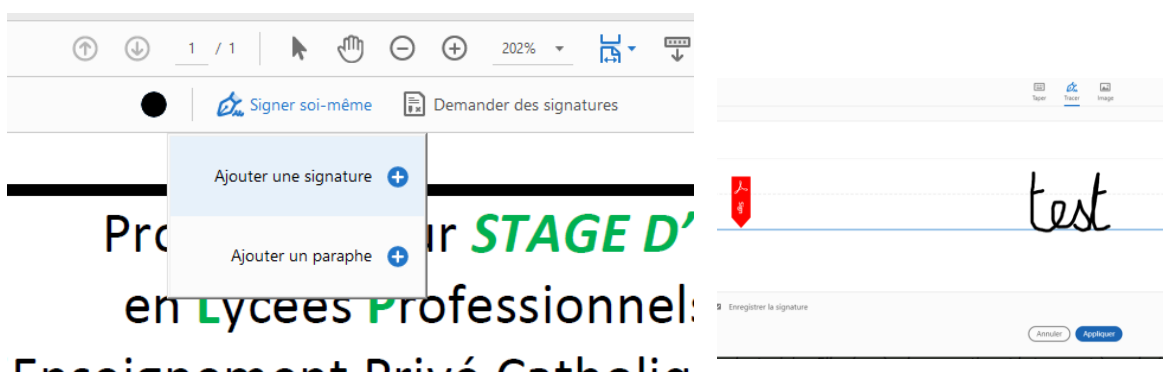 1 / 1 202%
Signer soi-même Demander des signatures
Ajouter une signature
Ajouter un paraphe
Pro ur STAGE D'
en Lycées Professionnels
Enseignement Privé Catholiq
Taper Tracer Image
test
Enregistrer la signature
Annuler Appliquer